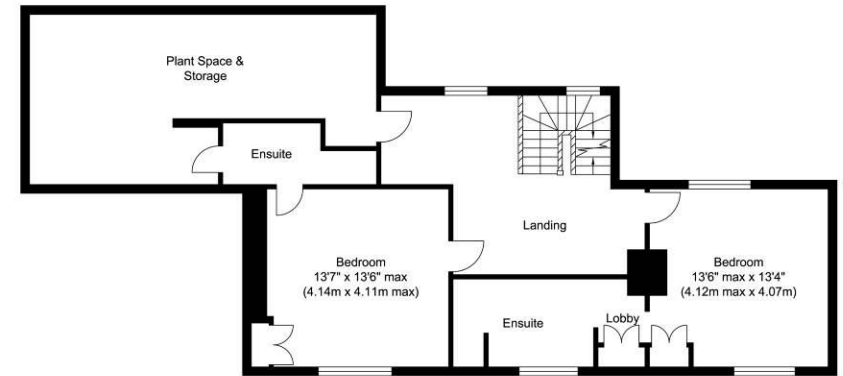 Plant Space &
Storage
Ensuite
Landing
Bedroom
13'7" x 13'6" max
(4.14m x 4.11m max)
Bedroom
13'6" max x 13'4"
(4.12m max x 4.07m)
Ensuite
Lobby